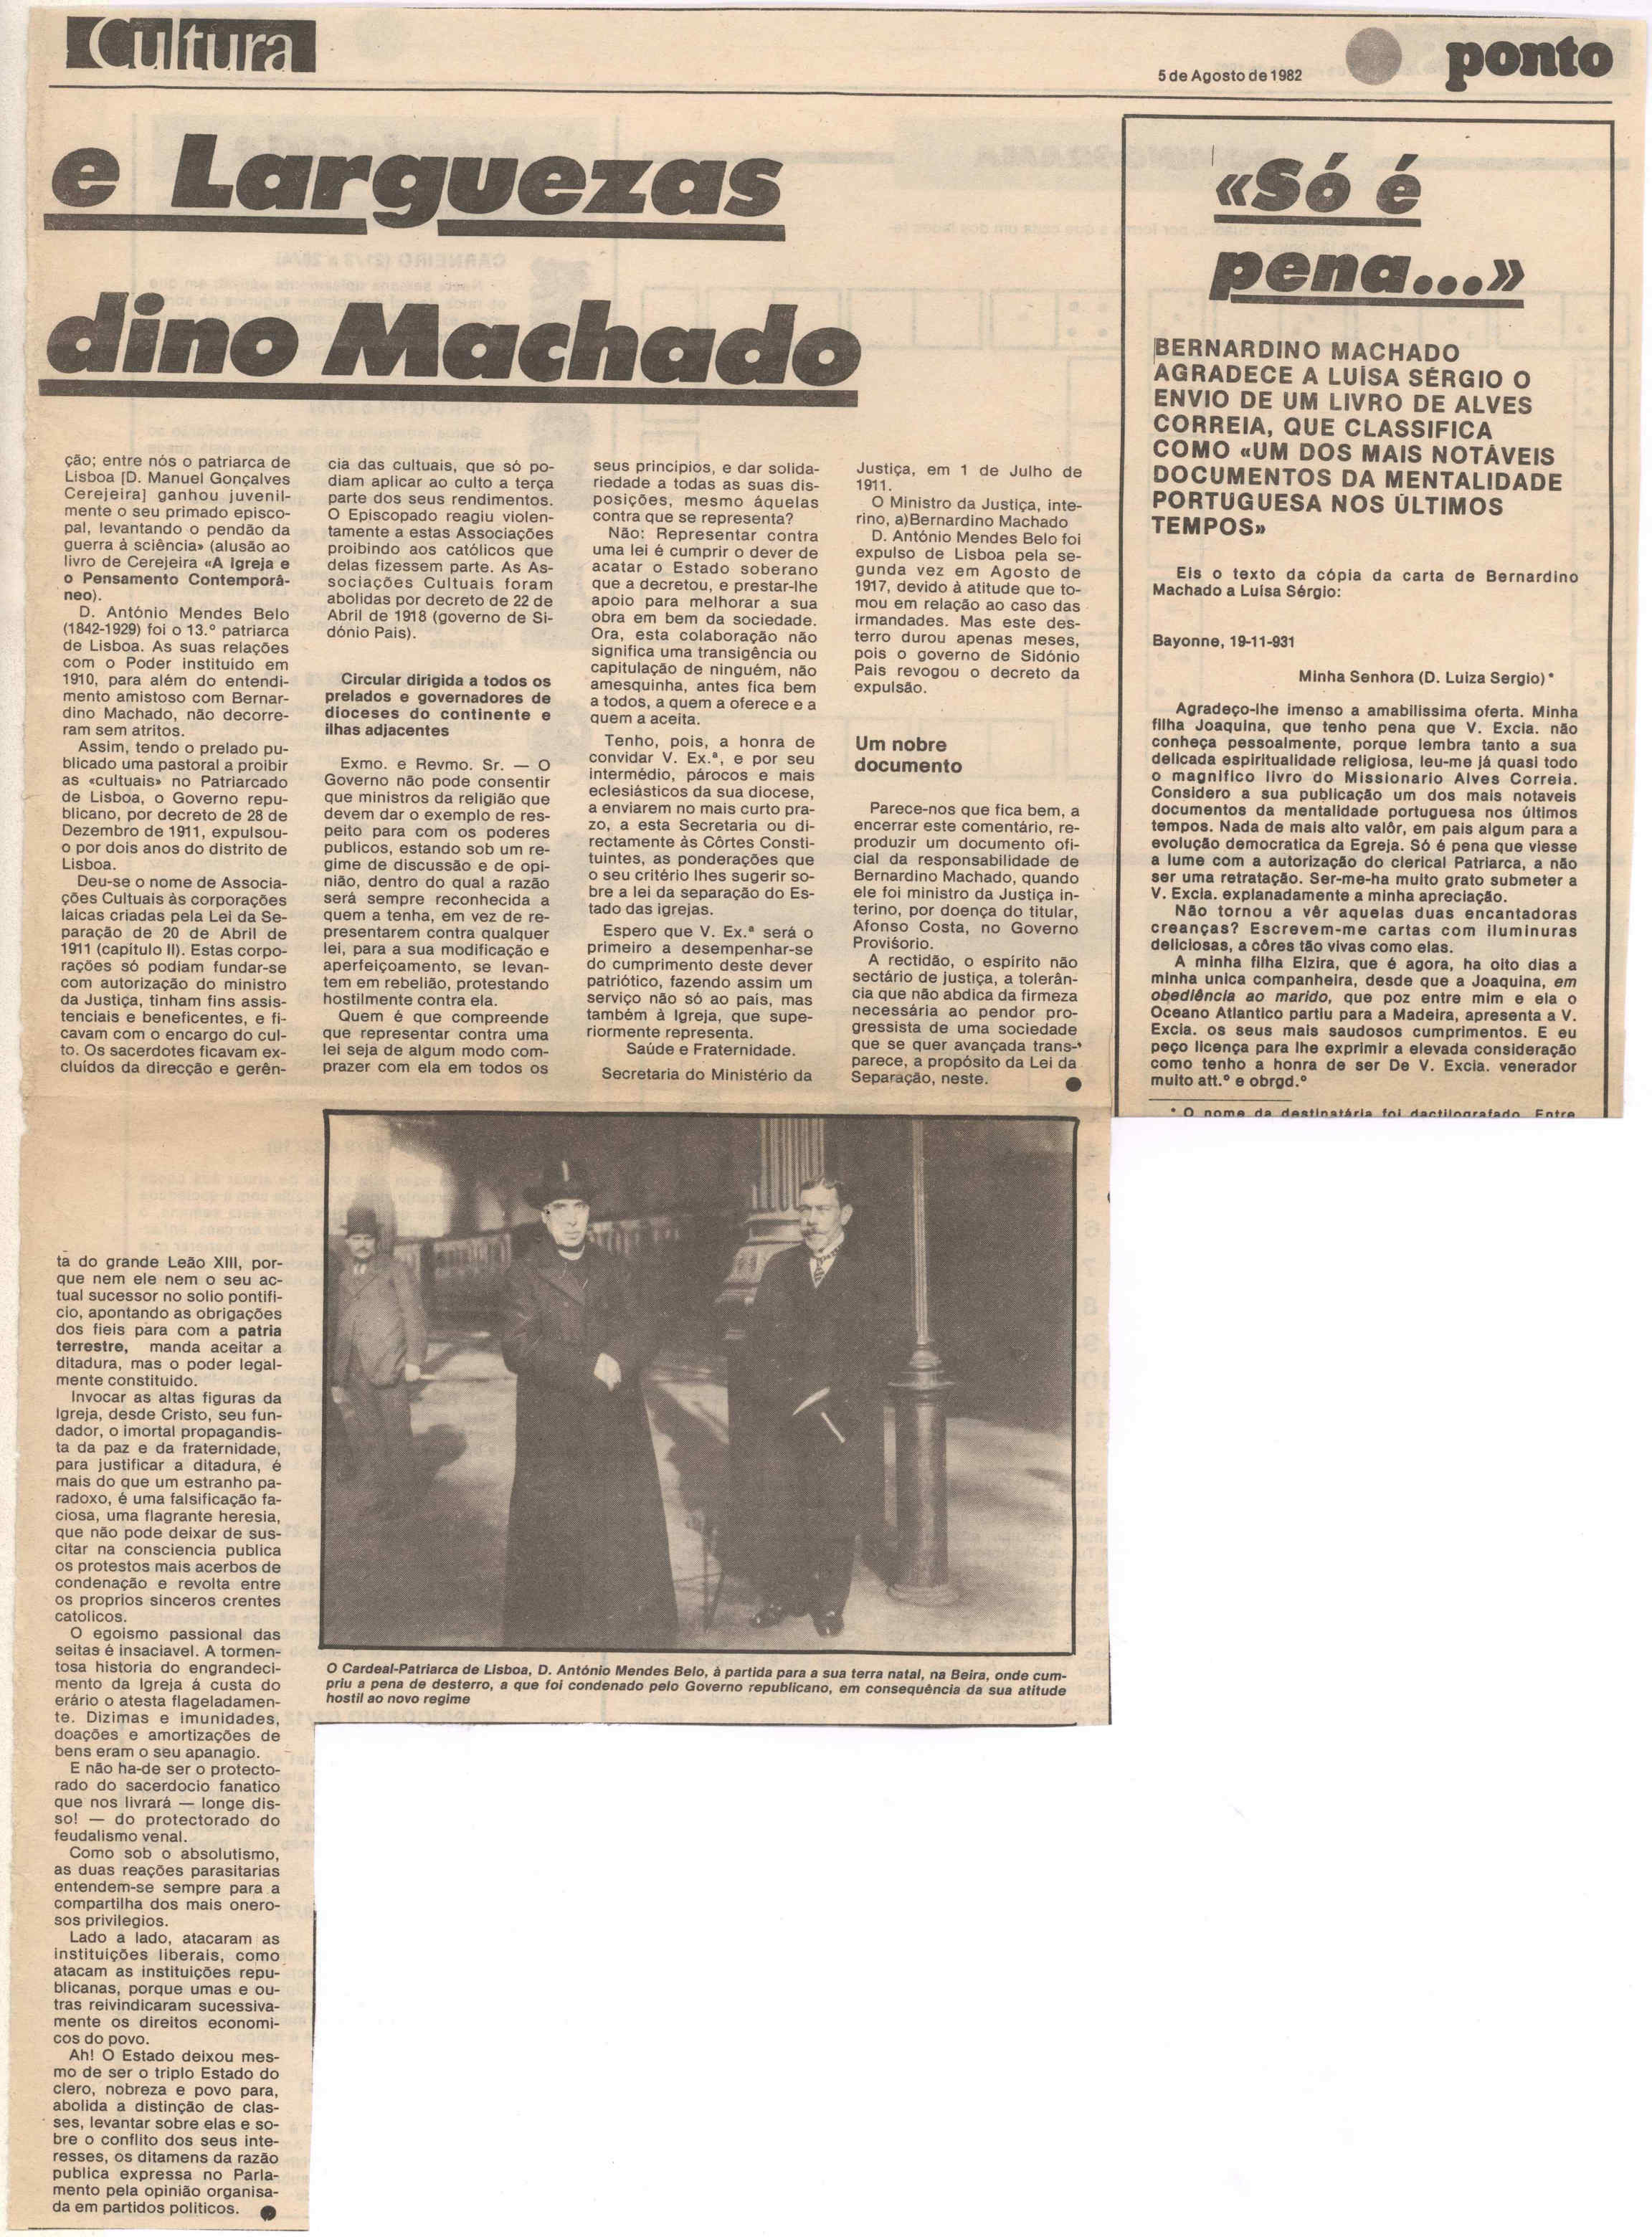 Cultura
5 de Agosto de 1982
ponto
e Larguezas
dino Machado
ção; entre nós o patriarca de
Lisboa [D. Manuel Gonçalves
Cerejeira] ganhou juvenil-
mente o seu primado episco-
pal, levantando o pendão da
guerra à sciência» (alusão ao
livro de Cerejeira «A Igreja e
o Pensamento Contemporâ-
neo).
D. António Mendes Belo
(1842-1929) foi o 13.º patriarca
de Lisboa. As suas relações
com o Poder instituido em
1910, para além do entendi-
mento amistoso com Bernar-
dino Machado, não decorre-
ram sem atritos.
Assim, tendo o prelado pu-
blicado uma pastoral a proibir
as «cultuais» no Patriarcado
de Lisboa, o Governo repu-
blicano, por decreto de 28 de
Dezembro de 1911, expulsou-
o por dois anos do distrito de
Lisboa.
Deu-se o nome de Associa-
ções Cultuais às corporações
laicas criadas pela Lei da Se-
paração de 20 de Abril de
1911 (capítulo II). Estas corpo-
rações só podiam fundar-se
com autorização do ministro
da Justiça, tinham fins assis-
tenciais e beneficentes, e fi-
cavam com o encargo do cul-
to. Os sacerdotes ficavam ex-
cluídos da direcção e gerên-
cia das cultuais, que só po-
diam aplicar ao culto a terça
parte dos seus rendimentos.
O Episcopado reagiu violen-
tamente a estas Associações
proibindo aos católicos que
delas fizessem parte. As As-
sociações Cultuais foram
abolidas por decreto de 22 de
Abril de 1918 (governo de Si-
dónio Pais).
Circular dirigida a todos os
prelados e governadores de
dioceses do continente e
ilhas adjacentes
Exmo. e Revmo. Sr. — O
Governo não pode consentir
que ministros da religião que
devem dar o exemplo de res-
peito para com os poderes
publicos, estando sob um re-
gime de discussão e de opi-
nião, dentro do qual a razão
será sempre reconhecida a
quem a tenha, em vez de re-
presentarem contra qualquer
lei, para a sua modificação e
aperfeiçoamento, se levan-
tem em rebelião, protestando
hostilmente contra ela.
Quem é que compreende
que representar contra uma
lei seja de algum modo com-
prazer com ela em todos os
seus princípios, e dar solida-
riedade a todas as suas dis-
posições, mesmo áquelas
contra que se representa?
Não: Representar contra
uma lei é cumprir o dever de
acatar o Estado soberano
que a decretou, e prestar-lhe
apoio para melhorar a sua
obra em bem da sociedade.
Ora, esta colaboração não
significa uma transigência ou
capitulação de ninguém, não
amesquinha, antes fica bem
a todos, a quem a oferece e a
quem a aceita.
Tenho, pois, a honra de
convidar V. Ex.ª, e por seu
intermédio, párocos e mais
eclesiásticos da sua diocese,
a enviarem no mais curto pra-
zo, a esta Secretaria ou di-
rectamente às Côrtes Consti-
tuintes, as ponderações que
o seu critério lhes sugerir so-
bre a lei da separação do Es-
tado das igrejas.
Espero que V. Ex.ª será o
primeiro a desempenhar-se
do cumprimento deste dever
patriótico, fazendo assim um
serviço não só ao país, mas
também à Igreja, que supe-
riormente representa.
Saúde e Fraternidade.
Secretaria do Ministério da
Justiça, em 1 de Julho de
1911.
O Ministro da Justiça, inte-
rino, a)Bernardino Machado
D. António Mendes Belo foi
expulso de Lisboa pela se-
gunda vez em Agosto de
1917, devido à atitude que to-
mou em relação ao caso das
irmandades. Mas este des-
terro durou apenas meses,
pois o governo de Sidónio
Pais revogou o decreto da
expulsão.
Um nobre
documento
Parece-nos que fica bem, a
encerrar este comentário, re-
produzir um documento ofi-
cial da responsabilidade de
Bernardino Machado, quando
ele foi ministro da Justiça in-
terino, por doença do titular,
Afonso Costa, no Governo
Provisorio.
A rectidão, o espírito não
sectário de justiça, a tolerân-
cia que não abdica da firmeza
necessária ao pendor pro-
gressista de uma sociedade
que se quer avançada trans-
parece, a propósito da Lei da
Separação, neste.
«Só é
pena...»
BERNARDINO MACHADO
AGRADECE A LUÍSA SÉRGIO O
ENVIO DE UM LIVRO DE ALVES
CORREIA, QUE CLASSIFICA
COMO «UM DOS MAIS NOTÁVEIS
DOCUMENTOS DA MENTALIDADE
PORTUGUESA NOS ÚLTIMOS
TEMPOS»
Eis o texto da cópia da carta de Bernardino
Machado a Luísa Sérgio:
Bayonne, 19-11-931
Minha Senhora (D. Luiza Sergio)*
Agradeço-lhe imenso a amabilissima oferta. Minha
filha Joaquina, que tenho pena que V. Excia. não
conheça pessoalmente, porque lembra tanto a sua
delicada espiritualidade religiosa, leu-me já quasi todo
o magnífico livro do Missionario Alves Correia.
Considero a sua publicação um dos mais notaveis
documentos da mentalidade portuguesa nos últimos
tempos. Nada de mais alto valôr, em pais algum para a
evolução democratica da Egreja. Só é pena que viesse
a lume com a autorização do clerical Patriarca, a não
ser uma retratação. Ser-me-ha muito grato submeter a
V. Excia. explanadamente a minha apreciação.
Não tornou a vêr aquelas duas encantadoras
creanças? Escrevem-me cartas com iluminuras
deliciosas, a côres tão vivas como elas.
A minha filha Elzira, que é agora, ha oito dias a
minha unica companheira, desde que a Joaquina, em
obediência ao marido, que poz entre mim e ela o
Oceano Atlantico partiu para a Madeira, apresenta a V.
Excia. os seus mais saudosos cumprimentos. E eu
peço licença para lhe exprimir a elevada consideração
como tenho a honra de ser De V. Excia. venerador
muito att.º e obrgd.º
* O nome da destinatária foi dactilografado. Entre
ta do grande Leão XIII, por-
que nem ele nem o seu ac-
tual sucessor no solio pontifi-
cio, apontando as obrigações
dos fieis para com a patria
terrestre, manda aceitar a
ditadura, mas o poder legal-
mente constituido.
Invocar as altas figuras da
Igreja, desde Cristo, seu fun-
dador, o imortal propagandis-
ta da paz e da fraternidade,
para justificar a ditadura, é
mais do que um estranho pa-
radoxo, é uma falsificação fa-
ciosa, uma flagrante heresia,
que não pode deixar de sus-
citar na consciencia publica
os protestos mais acerbos de
condenação e revolta entre
os proprios sinceros crentes
catolicos.
O egoismo passional das
seitas é insaciavel. A tormen-
tosa historia do engrandeci-
mento da Igreja á custa do
erário o atesta flageladamen-
te. Dizimas e imunidades,
doações e amortizações de
bens eram o seu apanagio.
E não ha-de ser o protecto-
rado do sacerdocio fanatico
que nos livrará — longe dis-
so! — do protectorado do
feudalismo venal.
Como sob o absolutismo,
as duas reações parasitarias
entendem-se sempre para a
compartilha dos mais onero-
sos privilegios.
Lado a lado, atacaram as
instituições liberais, como
atacam as instituições repu-
blicanas, porque umas e ou-
tras reivindicaram sucessiva-
mente os direitos economi-
cos do povo.
Ah! O Estado deixou mes-
mo de ser o triplo Estado do
clero, nobreza e povo para,
abolida a distinção de clas-
ses, levantar sobre elas e so-
bre o conflito dos seus inte-
resses, os ditamens da razão
publica expressa no Parla-
mento pela opinião organisa-
da em partidos politicos.
O Cardeal-Patriarca de Lisboa, D. António Mendes Belo, à partida para a sua terra natal, na Beira, onde cum-
priu a pena de desterro, a que foi condenado pelo Governo republicano, em consequência da sua atitude
hostil ao novo regime